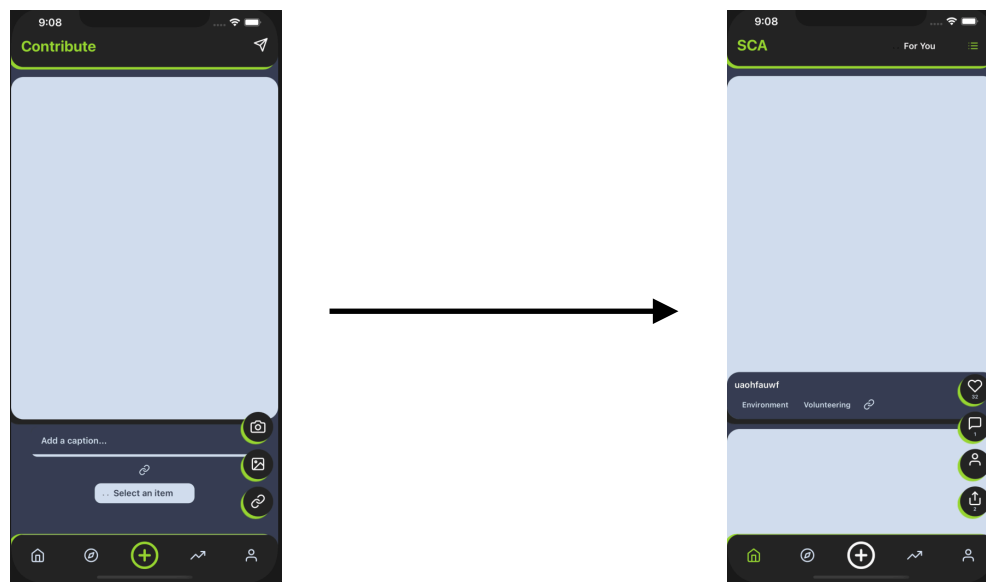 9:08
Contribute
Add a caption...
Select an item
9:08
SCA
For You
uaohfauwf
Environment Volunteering
32
1
2